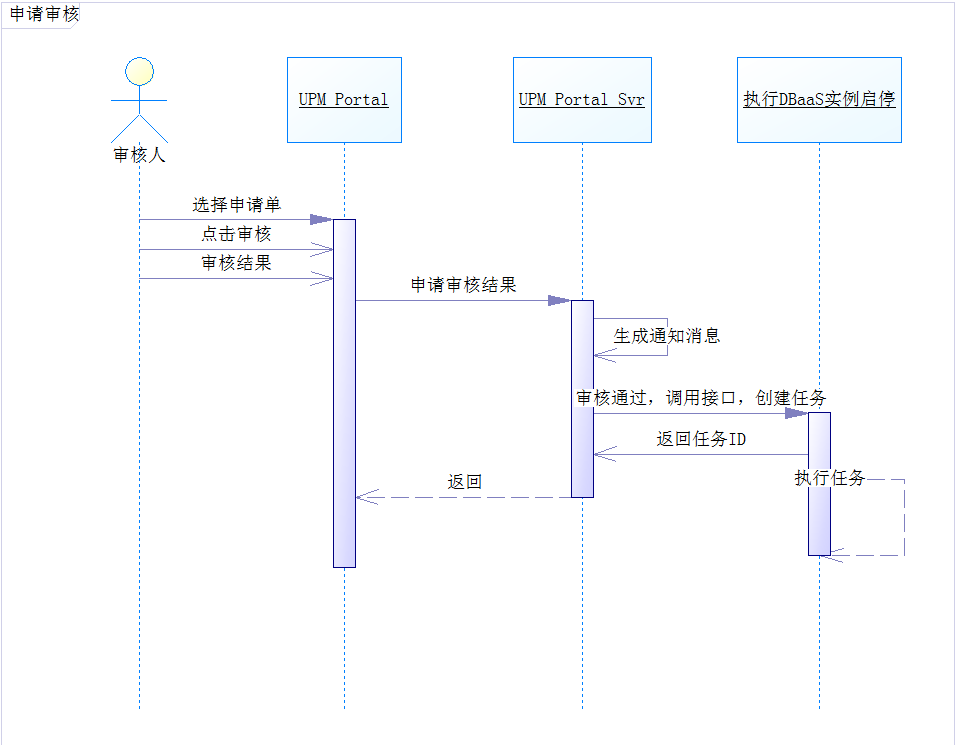 申请审核
UPM Portal
UPM Portal Svr
执行DBaaS实例启停
审核人
选择申请单
点击审核
审核结果
申请审核结果
生成通知消息
审核通过，调用接口，创建任务
返回任务ID
执行任务
返回